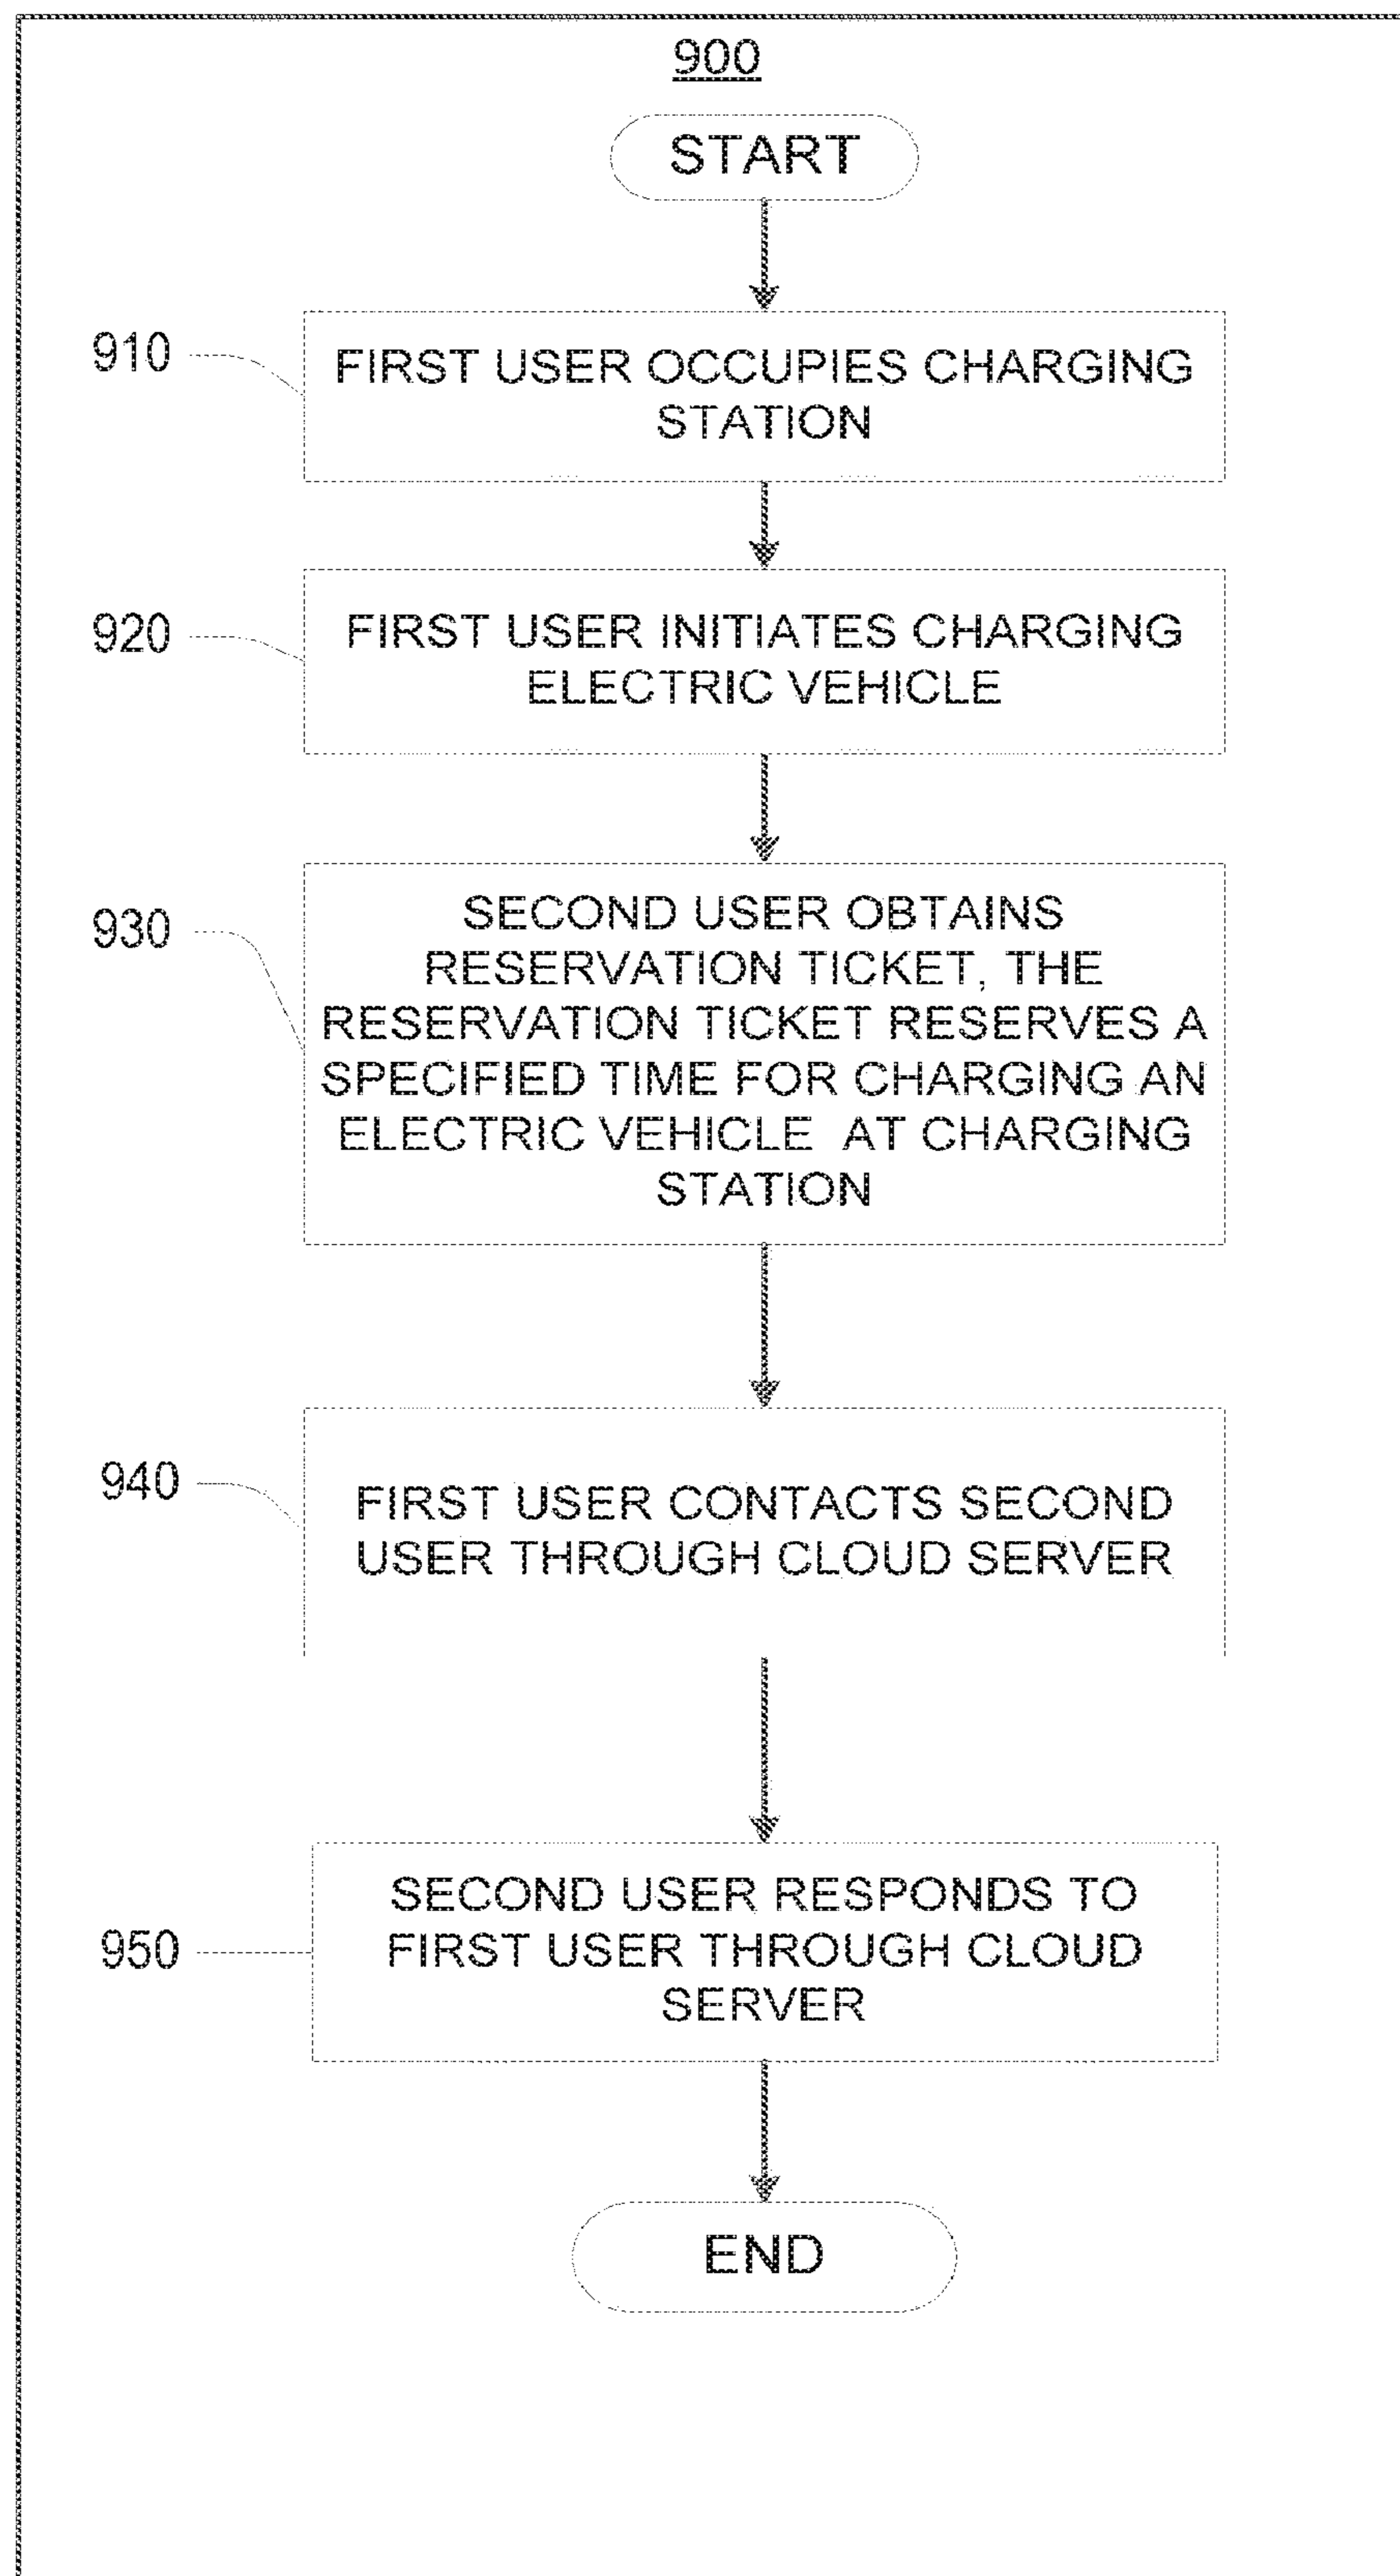 900
START
910
FIRST USER OCCUPIES CHARGING
STATION
920
FIRST USER INITIATES CHARGING
ELECTRIC VEHICLE
930
SECOND USER OBTAINS
RESERVATION TICKET, THE
RESERVATION TICKET RESERVES A
SPECIFIED TIME FOR CHARGING AN
ELECTRIC VEHICLE AT CHARGING
STATION
940
FIRST USER CONTACTS SECOND
USER THROUGH CLOUD SERVER
950
SECOND USER RESPONDS TO
FIRST USER THROUGH CLOUD
SERVER
END